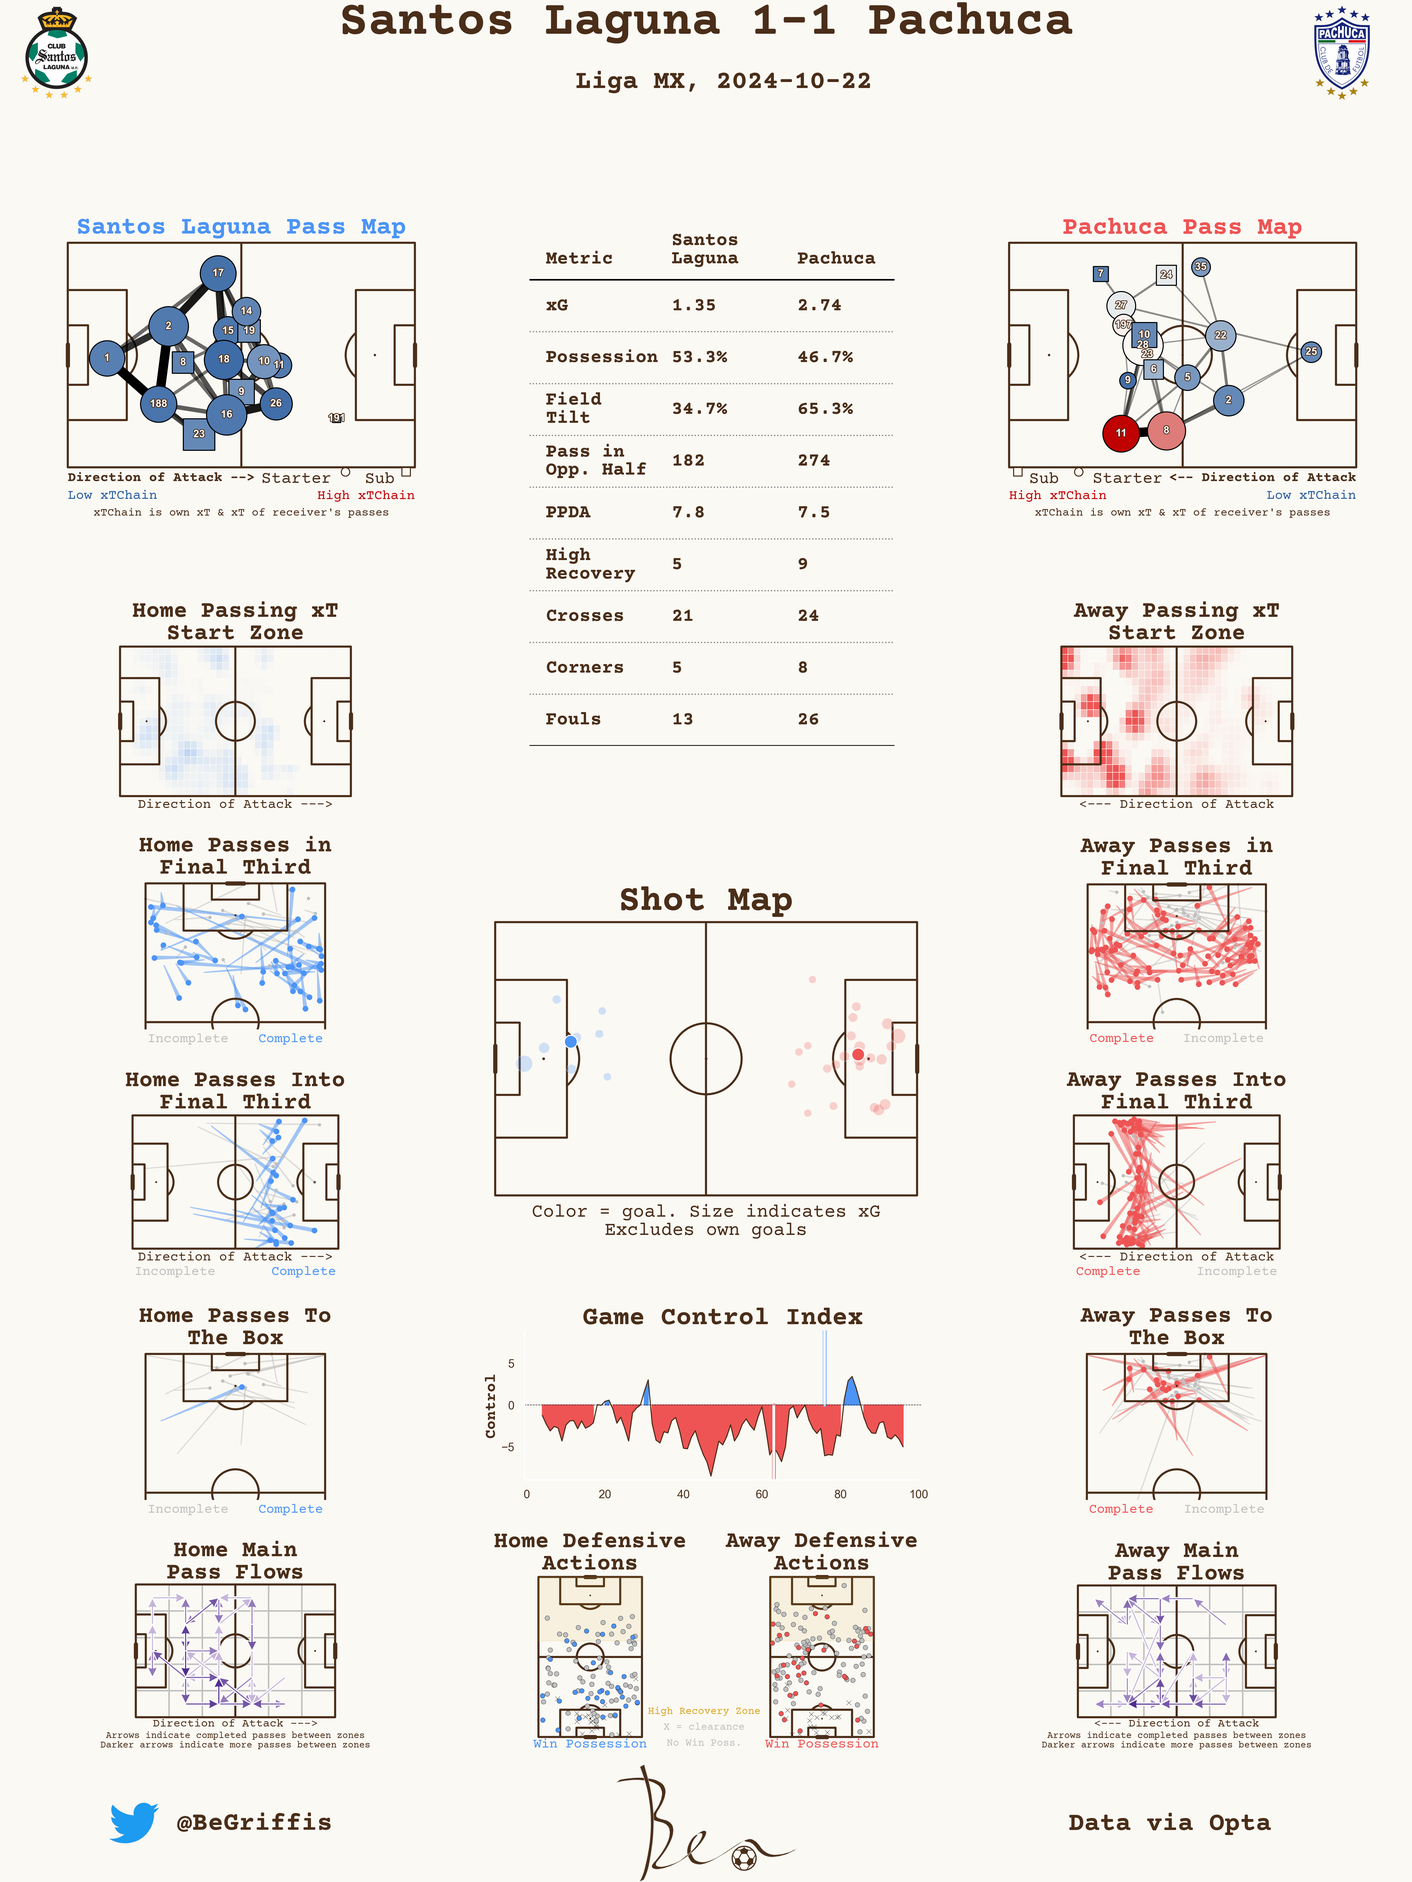 Santos Laguna 1-1 Pachuca
Liga MX, 2024-10-22
CLUB
Santos
LAGUNA
PACHUCA
CLUB DE FUTBOL
Santos Laguna Pass Map
17
14
2
15
19
1
8
18
10
11
9
188
26
16
23
191
Direction of Attack --> Starter Sub
Low xTChain High xTChain
xTChain is own xT & xT of receiver's passes
Metric Santos Laguna Pachuca
xG 1.35 2.74
Possession 53.3% 46.7%
Field Tilt 34.7% 65.3%
Pass in Opp. Half 182 274
PPDA 7.8 7.5
High Recovery 5 9
Crosses 21 24
Corners 5 8
Fouls 13 26
Pachuca Pass Map
7
24
35
27
197
10
22
28
23
25
6
9
5
2
11
8
Sub Starter <-- Direction of Attack
High xTChain Low xTChain
xTChain is own xT & xT of receiver's passes
Home Passing xT
Start Zone
Direction of Attack --->
Away Passing xT
Start Zone
<--- Direction of Attack
Home Passes in
Final Third
Incomplete Complete
Away Passes in
Final Third
Complete Incomplete
Shot Map
Color = goal. Size indicates xG
Excludes own goals
Home Passes Into
Final Third
Direction of Attack --->
Incomplete Complete
Away Passes Into
Final Third
<--- Direction of Attack
Complete Incomplete
Home Passes To
The Box
Incomplete Complete
Game Control Index
Control
5
0
−5
0 20 40 60 80 100
Away Passes To
The Box
Complete Incomplete
Home Main
Pass Flows
Direction of Attack --->
Arrows indicate completed passes between zones
Darker arrows indicate more passes between zones
Home Defensive
Actions
Win Possession
Away Defensive
Actions
Win Possession
High Recovery Zone
X = clearance
No Win Poss.
Away Main
Pass Flows
<--- Direction of Attack
Arrows indicate completed passes between zones
Darker arrows indicate more passes between zones
@BeGriffis
Ben
Data via Opta